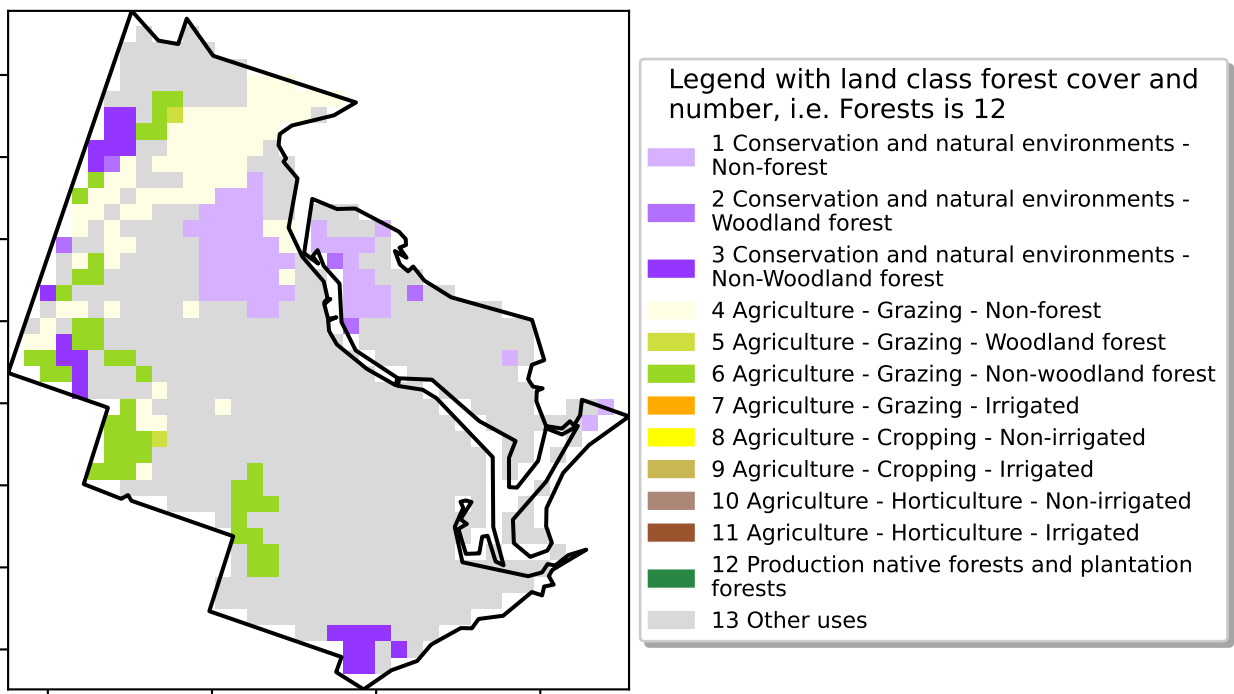 Legend with land class forest cover and
number, i.e. Forests is 12
1 Conservation and natural environments -
Non-forest
2 Conservation and natural environments -
Woodland forest
3 Conservation and natural environments -
Non-Woodland forest
4 Agriculture - Grazing - Non-forest
5 Agriculture - Grazing - Woodland forest
6 Agriculture - Grazing - Non-woodland forest
7 Agriculture - Grazing - Irrigated
8 Agriculture - Cropping - Non-irrigated
9 Agriculture - Cropping - Irrigated
10 Agriculture - Horticulture - Non-irrigated
11 Agriculture - Horticulture - Irrigated
12 Production native forests and plantation
forests
13 Other uses